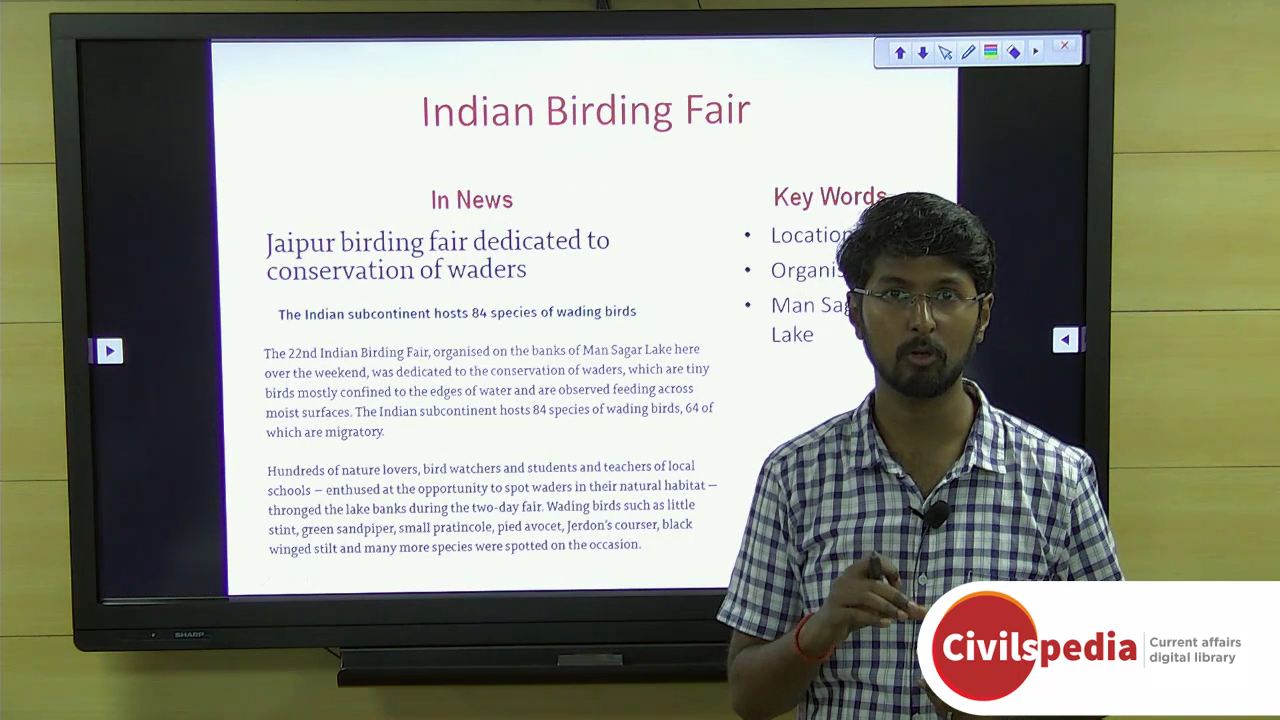 Indian Birding Fair
In News
Jaipur birding fair dedicated to
conservation of waders
The Indian subcontinent hosts 84 species of wading birds
The 22nd Indian Birding Fair, organised on the banks of Man Sagar Lake here
over the weekend, was dedicated to the conservation of waders, which are tiny
birds mostly confined to the edges of water and are observed feeding across
moist surfaces. The Indian subcontinent hosts 84 species of wading birds, 64 of
which are migratory.
Hundreds of nature lovers, bird watchers and students and teachers of local
schools – enthused at the opportunity to spot waders in their natural habitat –
thronged the lake banks during the two-day fair. Wading birds such as little
stint, green sandpiper, small pratincole, pied avocet, Jerdon's courser, black
winged stilt and many more species were spotted on the occasion.
Key Words
• Location
•
• Man
Lake
SHARP
Civilspedia
Current affairs
digital library